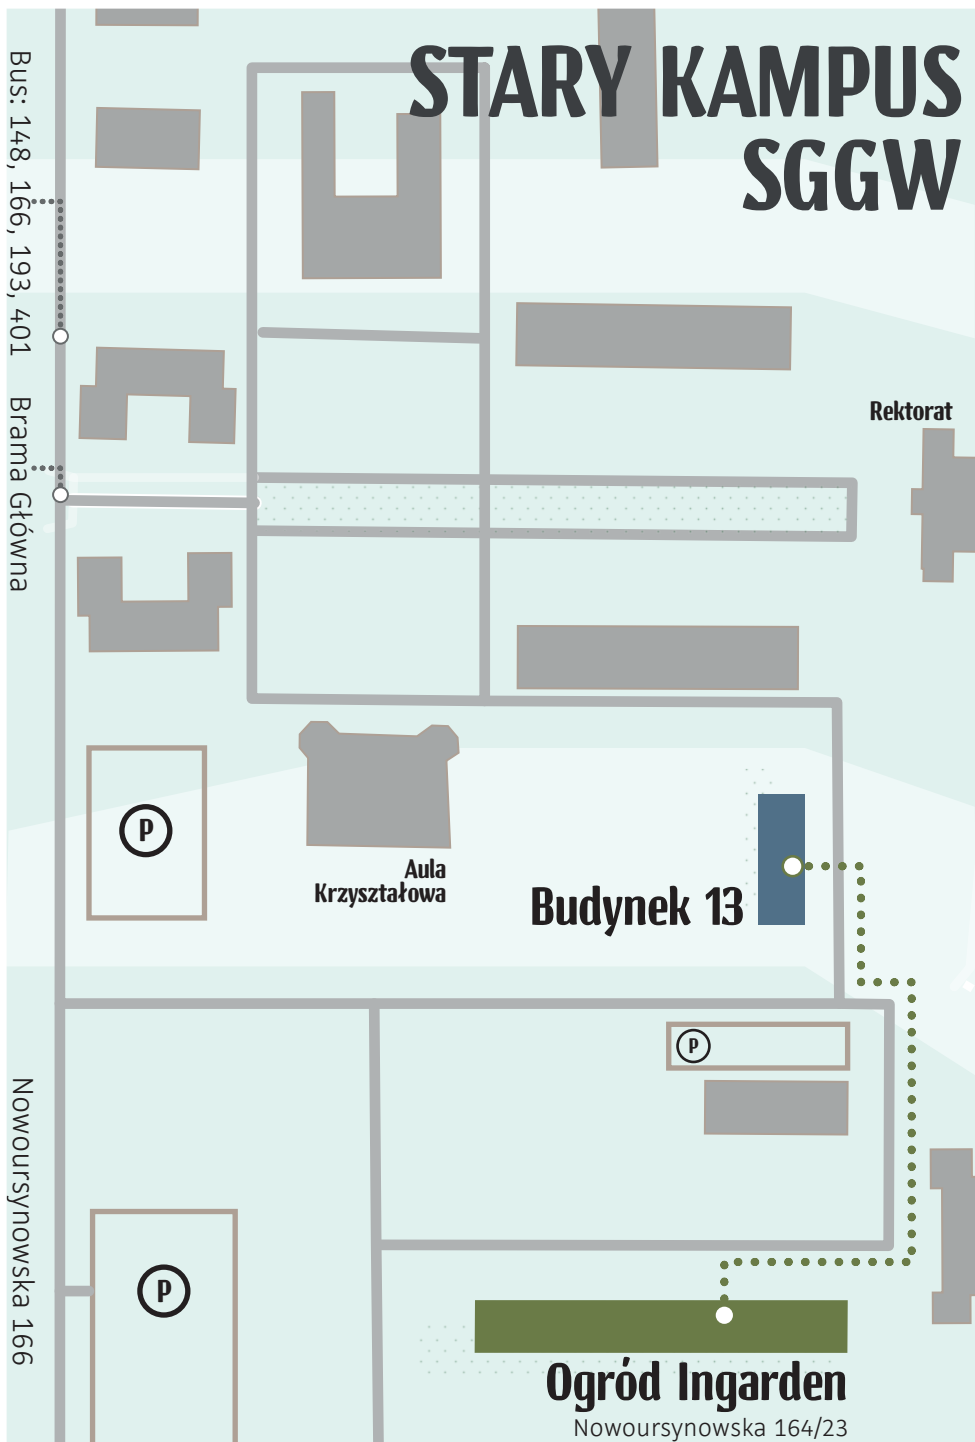 STARY KAMPUS
SGGW
Bus: 148, 166, 193, 401
Brama Główna
Rektorat
P
Aula
Krzyształowa
Budynek 13
P
Nowoursynowska 166
P
Ogród Ingarden
Nowoursynowska 164/23